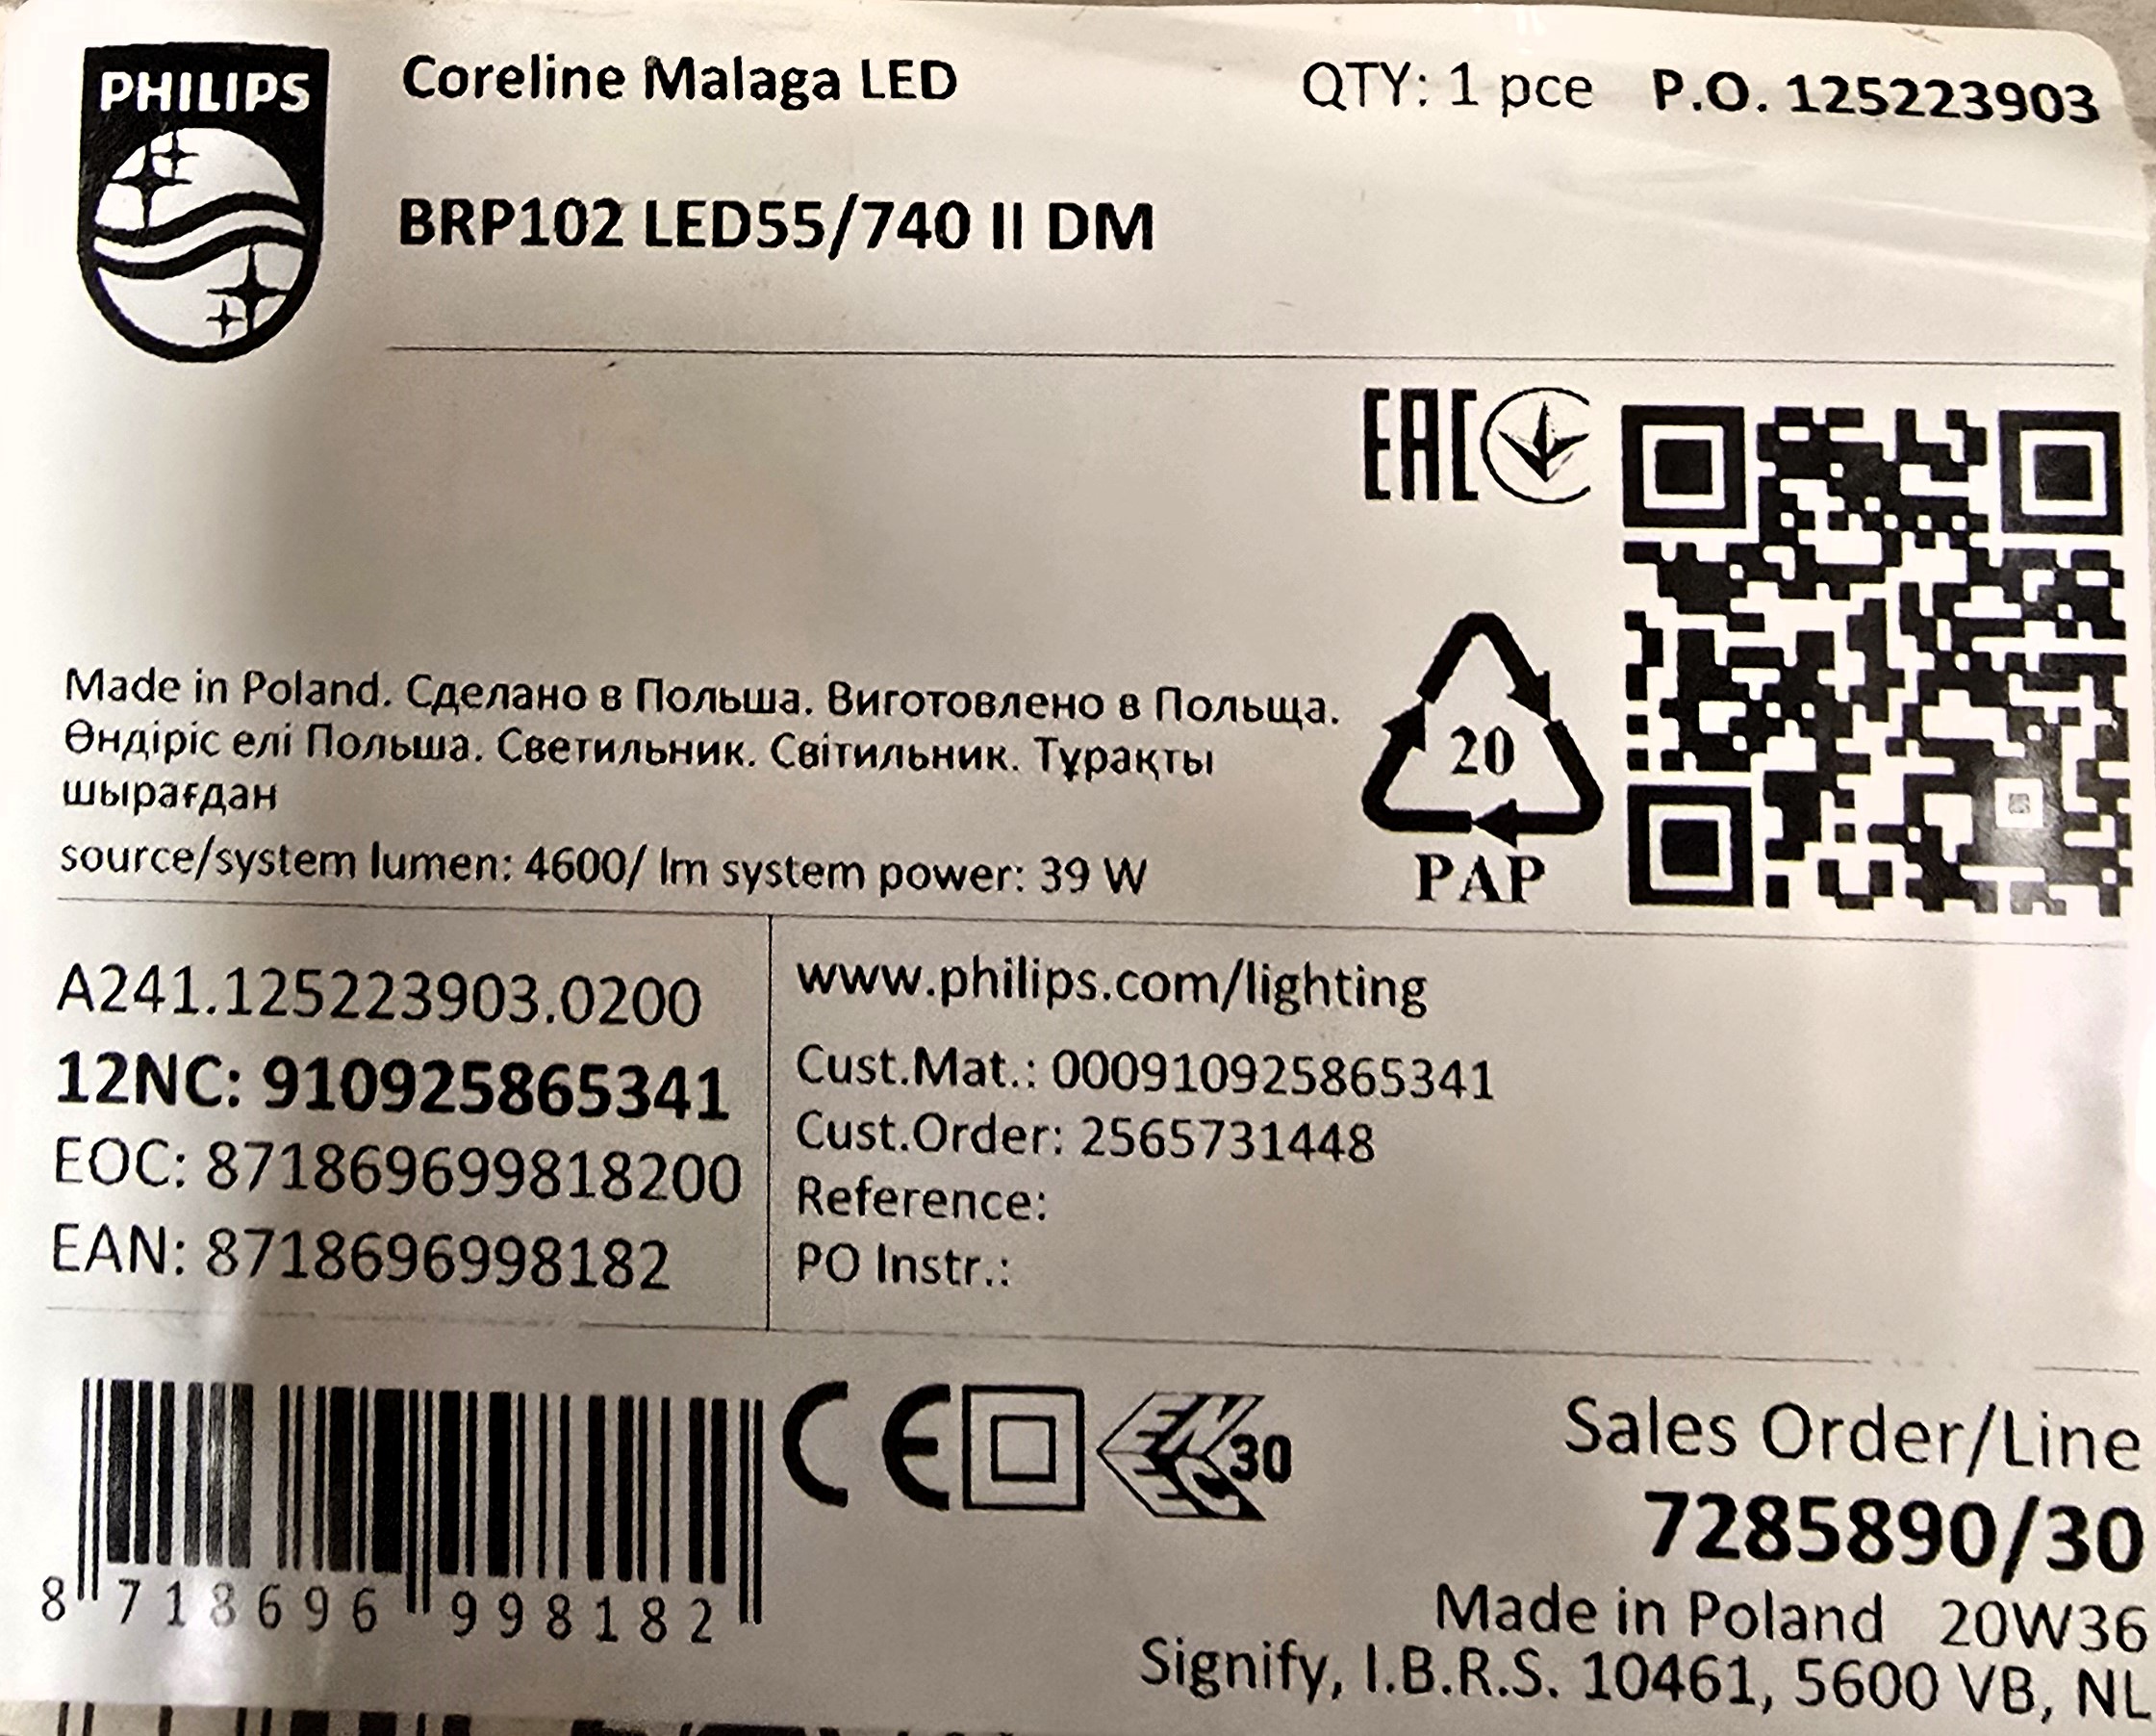 PHILIPS
Coreline Malaga LED
QTY: 1 pce P.O. 125223903
BRP102 LED55/740 II DM
EAC
Made in Poland. Сделано в Польша. Виготовлено в Польща.
Өндіріс елі Польша. Светильник. Світильник. Тұрақты
шырағдан
source/system lumen: 4600/ lm system power: 39 W
20
PAP
A241.125223903.0200
12NC: 910925865341
EOC: 871869699818200
EAN: 8718696998182
www.philips.com/lighting
Cust.Mat.: 000910925865341
Cust.Order: 2565731448
Reference:
PO Instr.:
8 718696 998182
CE
ENEC 30
Sales Order/Line
7285890/30
Made in Poland 20W36
Signify, I.B.R.S. 10461, 5600 VB, NL